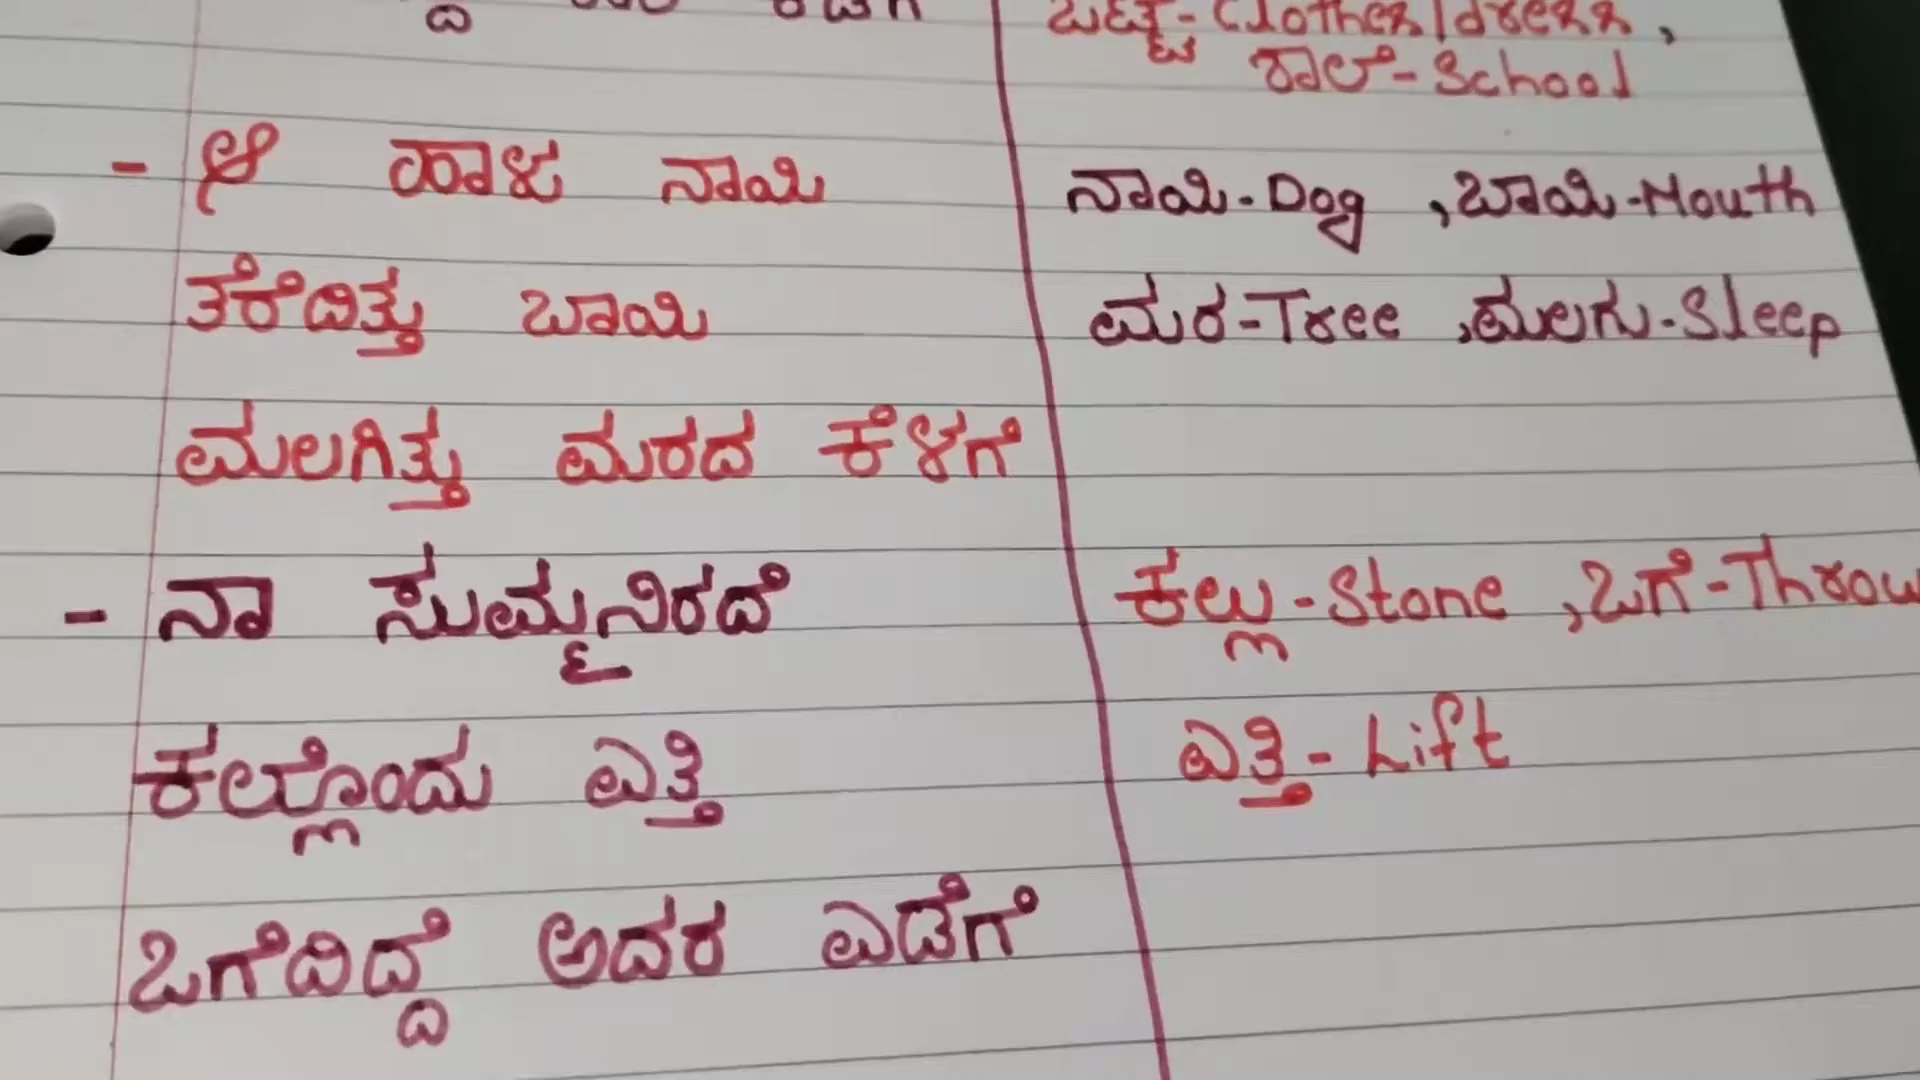 ಬಟ್ಟೆ - Clothes/dress,
ಶಾಲೆ - School
- ಆ ಹಾಳು ನಾಯಿ
ತೆರೆದಿತ್ತು ಬಾಯಿ
ಮಲಗಿತ್ತು ಮರದ ಕೆಳಗೆ
ನಾಯಿ - Dog , ಬಾಯಿ - Mouth
ಮರ - Tree , ಮಲಗು - Sleep
- ನಾ ಸುಮ್ಮನಿರದೆ
ಕಲ್ಲೊಂದು ಎತ್ತಿ
ಒಗೆದಿದ್ದೆ ಅದರ ಎಡೆಗೆ
ಕಲ್ಲು - Stone , ಒಗೆ - Throw
ಎತ್ತಿ - Lift